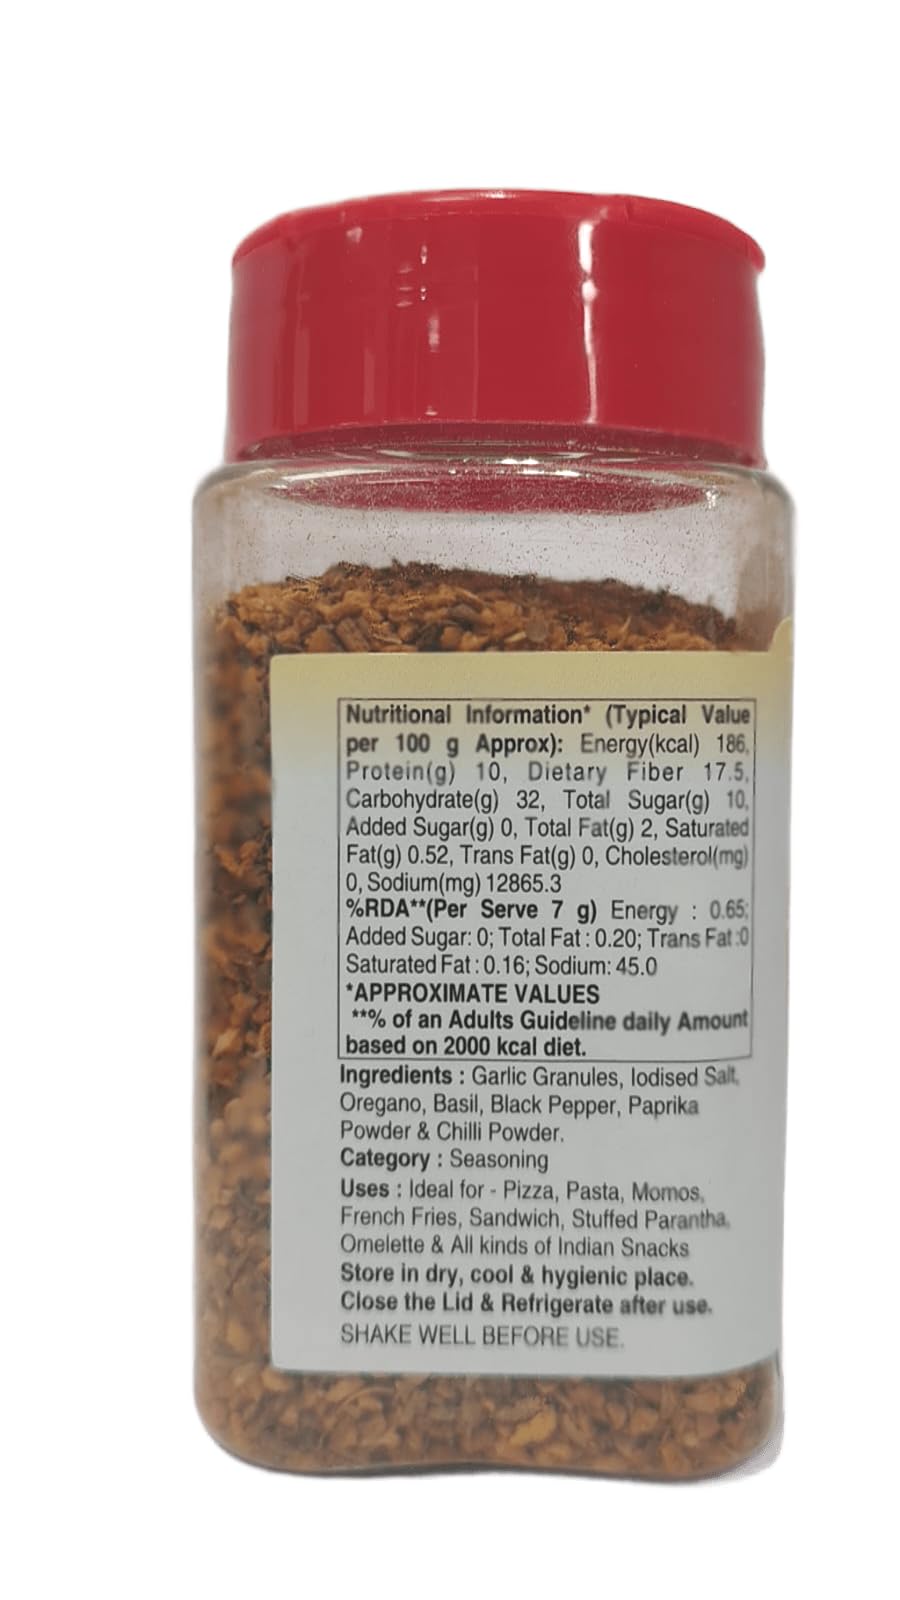 Nutritional Information* (Typical Value
per 100 g Approx): Energy(kcal) 186,
Protein(g) 10, Dietary Fiber 17.5,
Carbohydrate(g) 32, Total Sugar(g) 10,
Added Sugar(g) 0, Total Fat(g) 2, Saturated
Fat(g) 0.52, Trans Fat(g) 0, Cholesterol(mg)
0, Sodium(mg) 12865.3
%RDA**(Per Serve 7 g) Energy : 0.65;
Added Sugar: 0; Total Fat : 0.20; Trans Fat :0
Saturated Fat : 0.16; Sodium: 45.0
*APPROXIMATE VALUES
**% of an Adults Guideline daily Amount
based on 2000 kcal diet.
Ingredients : Garlic Granules, Iodised Salt,
Oregano, Basil, Black Pepper, Paprika
Powder & Chilli Powder.
Category : Seasoning
Uses : Ideal for - Pizza, Pasta, Momos,
French Fries, Sandwich, Stuffed Parantha,
Omelette & All kinds of Indian Snacks
Store in dry, cool & hygienic place.
Close the Lid & Refrigerate after use.
SHAKE WELL BEFORE USE.